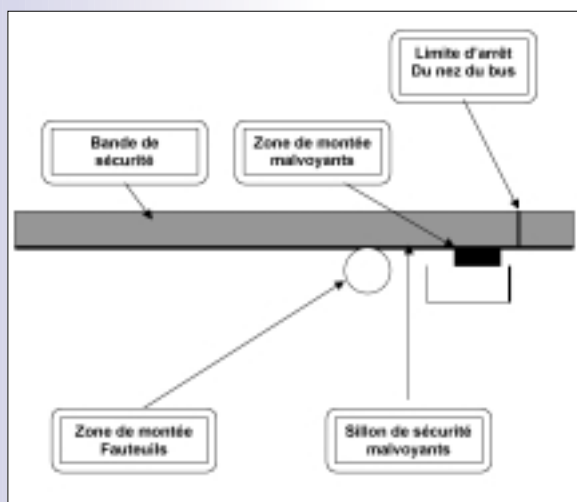 Limite d'arrêt
Du nez du bus
Bande de
sécurité
Zone de montée
malvoyants
Zone de montée
Fauteuils
Sillon de sécurité
malvoyants